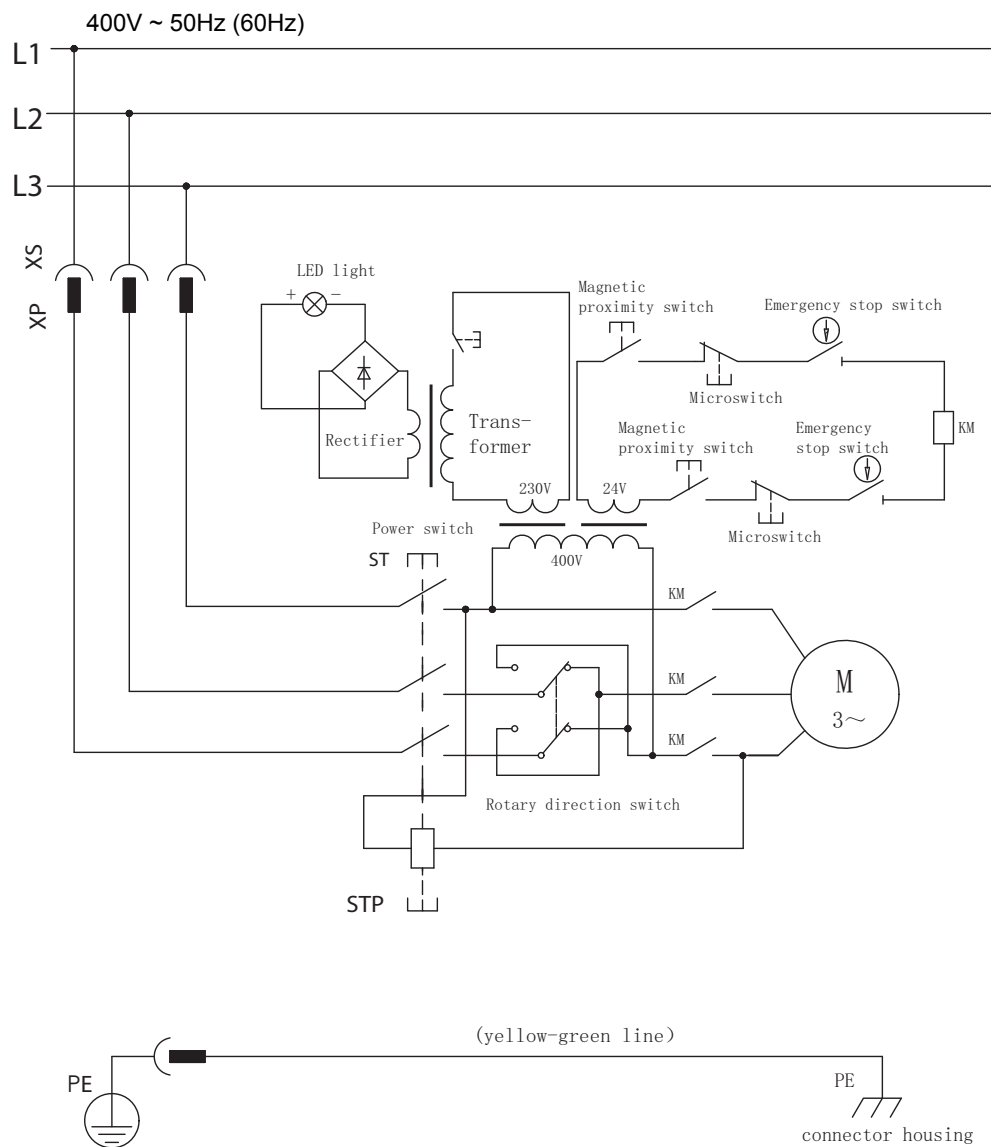 400V ~ 50Hz (60Hz)
L1
L2
L3
XS
XP
LED light
+
−
Rectifier
Trans-
former
Magnetic
proximity switch
Emergency stop switch
Microswitch
KM
Magnetic
proximity switch
Emergency
stop switch
Microswitch
230V
24V
400V
Power switch
ST
KM
KM
KM
M
3~
Rotary direction switch
STP
(yellow-green line)
PE
PE
connector housing